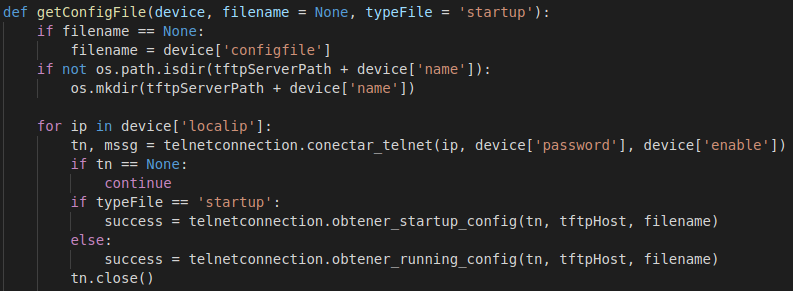 def getConfigFile(device, filename = None, typeFile = 'startup'):
    if filename == None:
        filename = device['configfile']
    if not os.path.isdir(tftpServerPath + device['name']):
        os.mkdir(tftpServerPath + device['name'])

    for ip in device['localip']:
        tn, mssg = telnetconnection.conectar_telnet(ip, device['password'], device['enable'])
        if tn == None:
            continue
        if typeFile == 'startup':
            success = telnetconnection.obtener_startup_config(tn, tftpHost, filename)
        else:
            success = telnetconnection.obtener_running_config(tn, tftpHost, filename)
        tn.close()